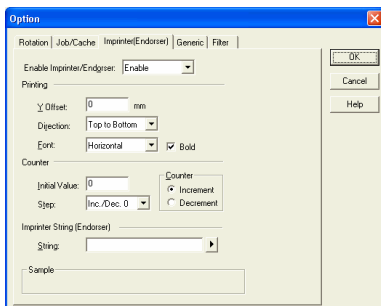 Option
Rotation Job/Cache Imprinter(Endorser) Generic Filter
OK
Enable Imprinter/Endorser: Enable
Cancel
Printing
Help
Y Offset: 0 mm
Direction: Top to Bottom
Font: Horizontal Bold
Counter
Initial Value: 0
Counter
Increment
Step: Inc./Dec. 0
Decrement
Imprinter String (Endorser)
String:
Sample